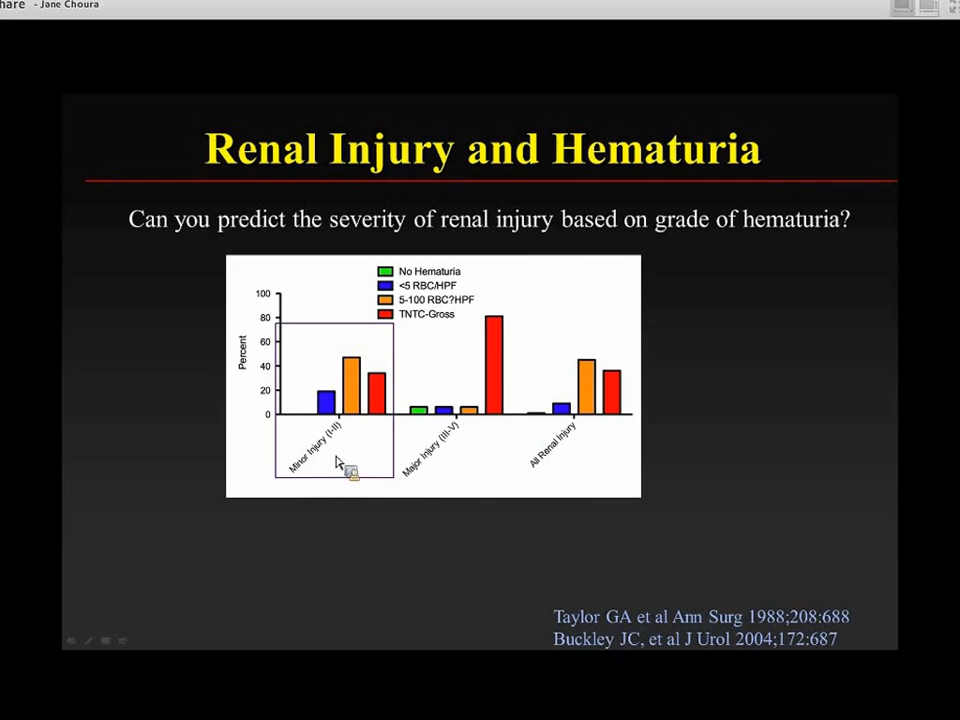 hare - Jane Choura
Renal Injury and Hematuria
Can you predict the severity of renal injury based on grade of hematuria?
No Hematuria
<5 RBC/HPF
5-100 RBC?HPF
TNTC-Gross
Percent
100
80
60
40
20
0
Minor Injury (I-II)
Major Injury (III-V)
All Renal Injury
Taylor GA et al Ann Surg 1988;208:688
Buckley JC, et al J Urol 2004;172:687